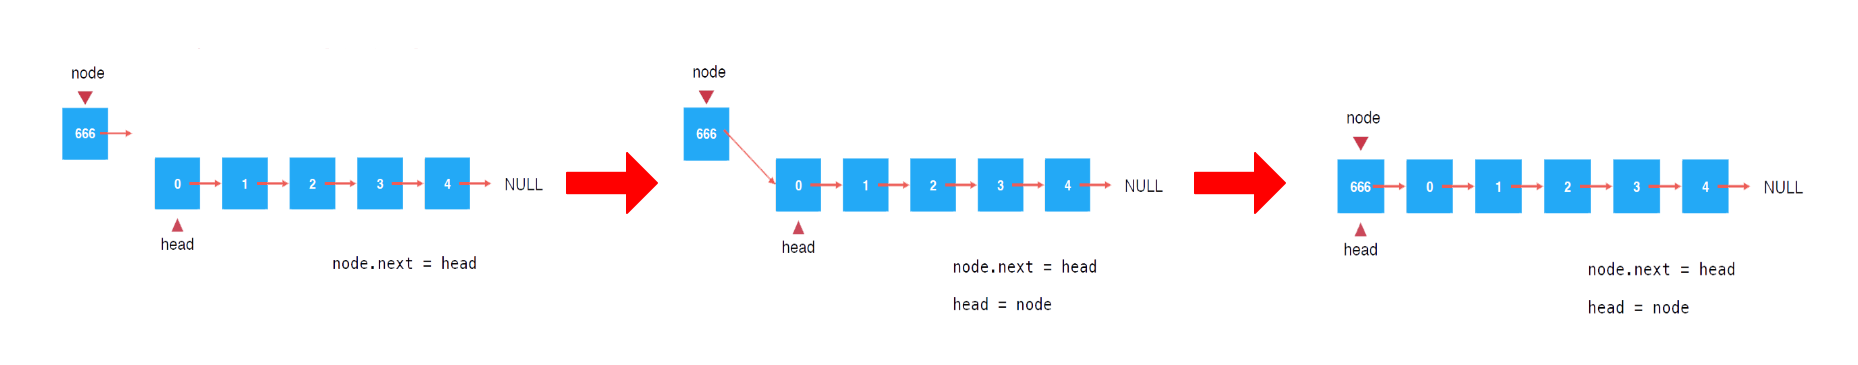 node
666
0 1 2 3 4 NULL
head
node.next = head
node
666
0 1 2 3 4 NULL
head
node.next = head
head = node
node
666 0 1 2 3 4 NULL
head
node.next = head
head = node